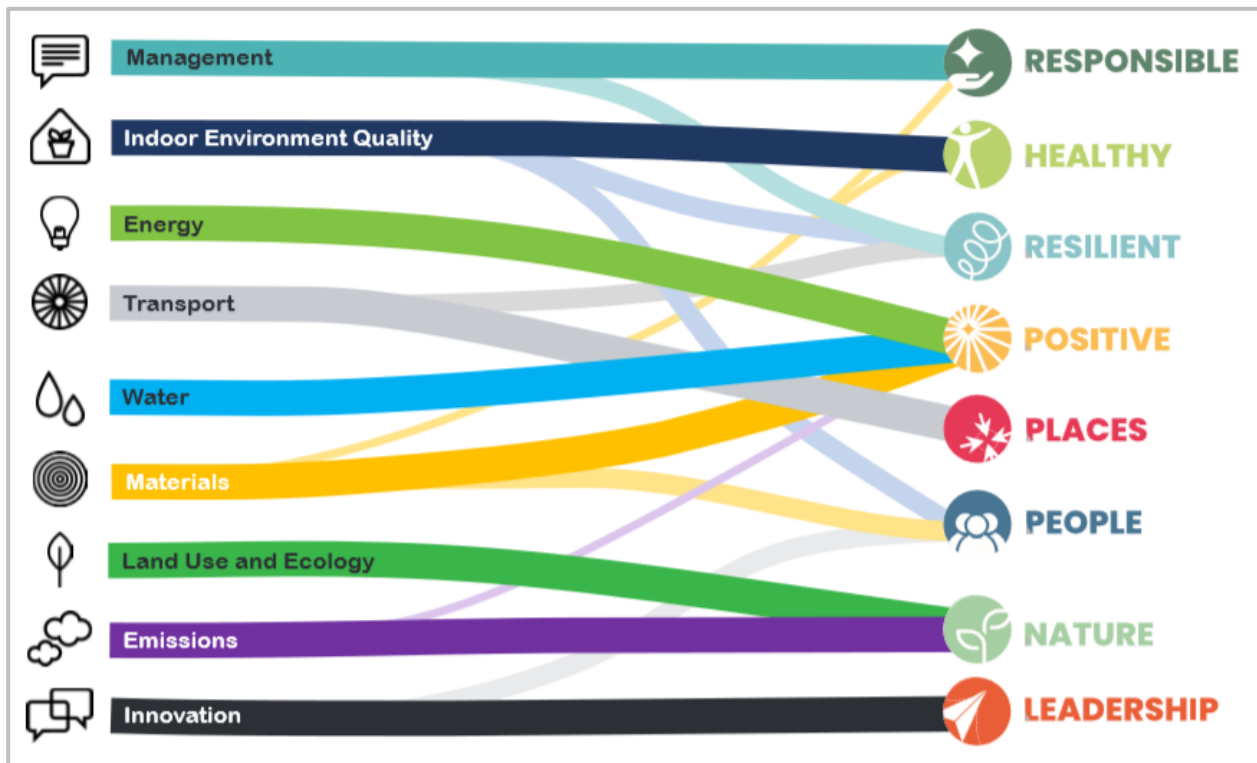 Management
Indoor Environment Quality
Energy
Transport
Water
Materials
Land Use and Ecology
Emissions
Innovation
RESPONSIBLE
HEALTHY
RESILIENT
POSITIVE
PLACES
PEOPLE
NATURE
LEADERSHIP